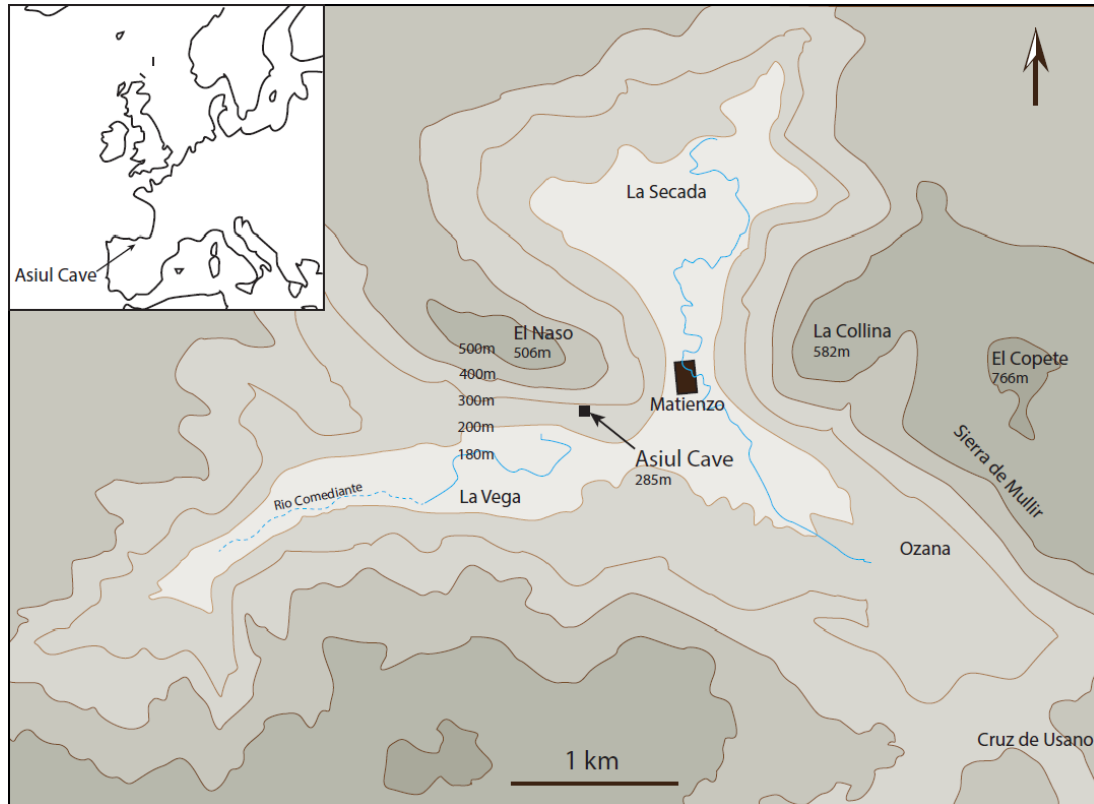 Asiul Cave
La Secada
El Naso
506m
La Collina
582m
El Copete
766m
500m
400m
300m
200m
180m
Matienzo
Asiul Cave
285m
Sierra de Mullir
Rio Comediante
La Vega
Ozana
Cruz de Usano
1 km